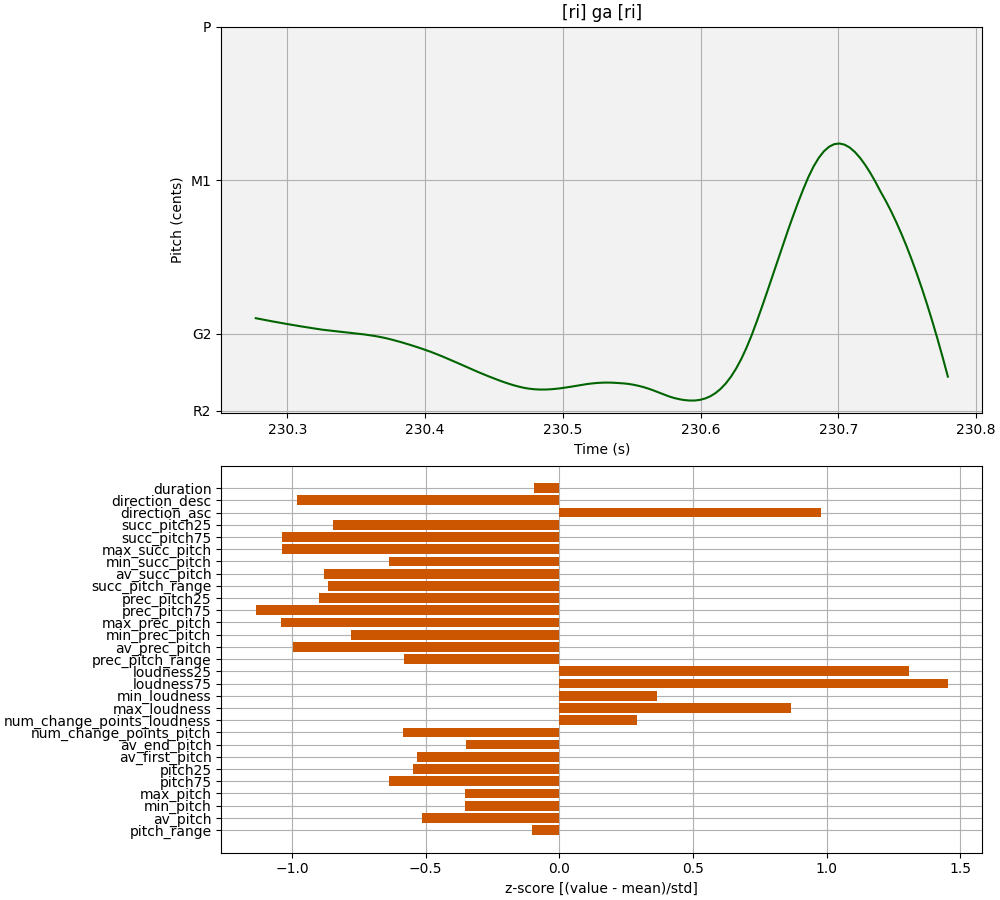 [ri] ga [ri]
P
M1
G2
R2
Pitch (cents)
230.3 230.4 230.5 230.6 230.7 230.8
Time (s)
duration
direction_desc
direction_asc
succ_pitch25
succ_pitch75
max_succ_pitch
min_succ_pitch
av_succ_pitch
succ_pitch_range
prec_pitch25
prec_pitch75
max_prec_pitch
min_prec_pitch
av_prec_pitch
prec_pitch_range
loudness25
loudness75
min_loudness
max_loudness
num_change_points_loudness
num_change_points_pitch
av_end_pitch
av_first_pitch
pitch25
pitch75
max_pitch
min_pitch
av_pitch
pitch_range
−1.0 −0.5 0.0 0.5 1.0 1.5
z-score [(value - mean)/std]